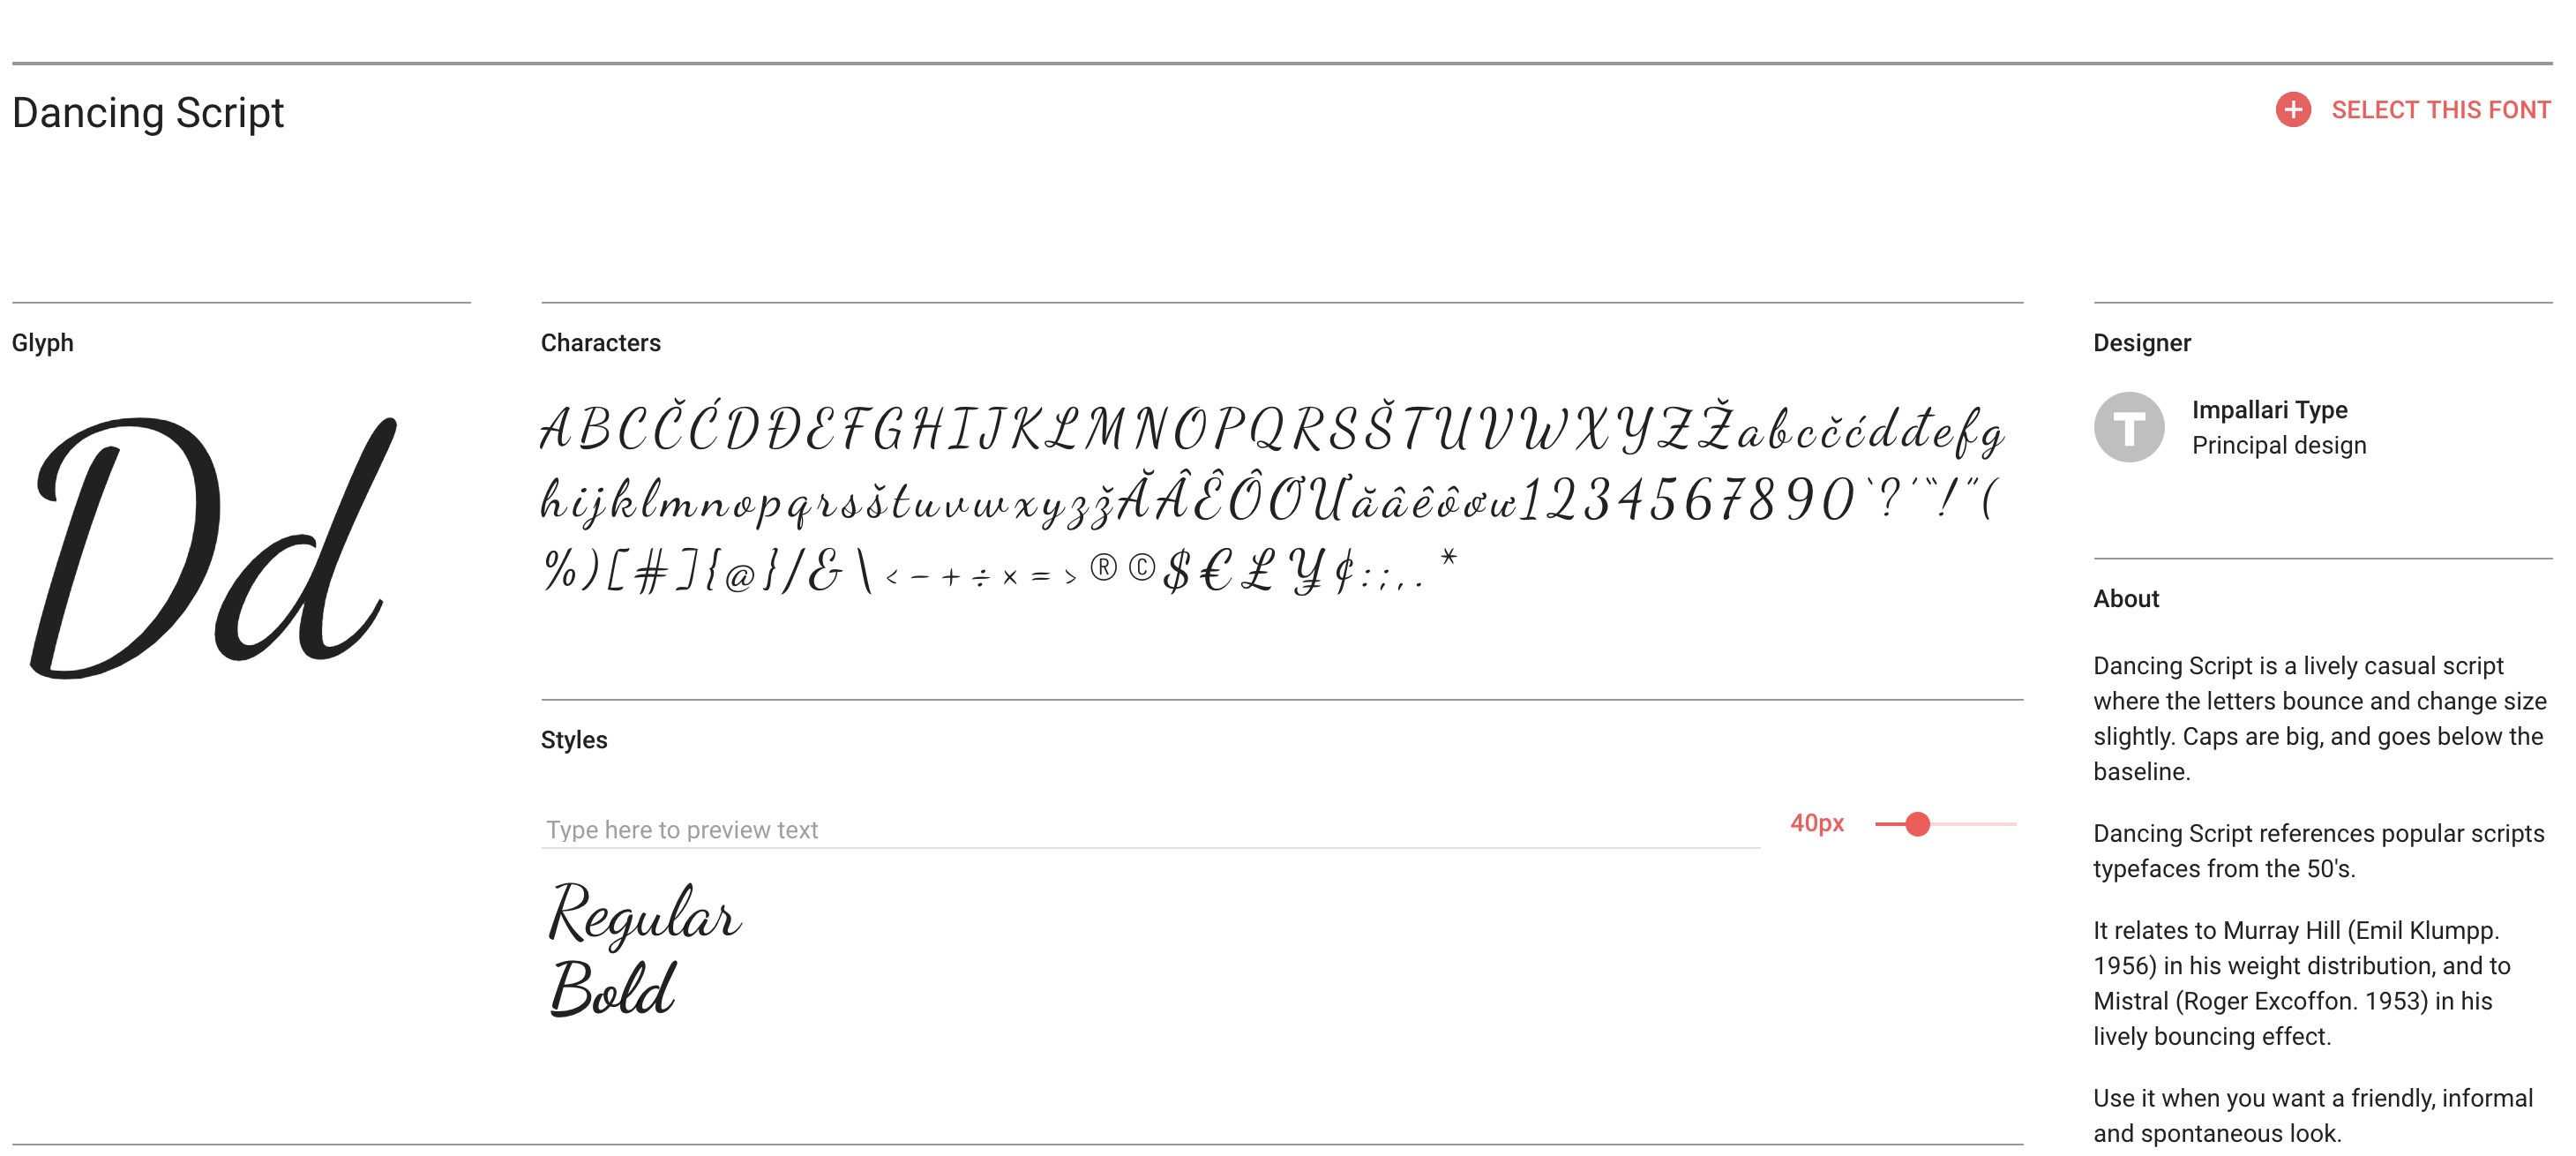 Dancing Script
SELECT THIS FONT
Glyph
Dd
Characters
ABCČĆDĐEFGHIJKLMNOPQRSŠTUVWXYZŽabcčćdđefg
hijklmnopqrsštuvwxyzžĂÂÊÔƠƯăâêôơư1234567890‘?’“!”(
%)[#]{@}/&\<-+÷×=>®©$€£¥¢:;,.*
Styles
Type here to preview text
40px
Regular
Bold
Designer
T
Impallari Type
Principal design
About
Dancing Script is a lively casual script
where the letters bounce and change size
slightly. Caps are big, and goes below the
baseline.
Dancing Script references popular scripts
typefaces from the 50's.
It relates to Murray Hill (Emil Klumpp.
1956) in his weight distribution, and to
Mistral (Roger Excoffon. 1953) in his
lively bouncing effect.
Use it when you want a friendly, informal
and spontaneous look.